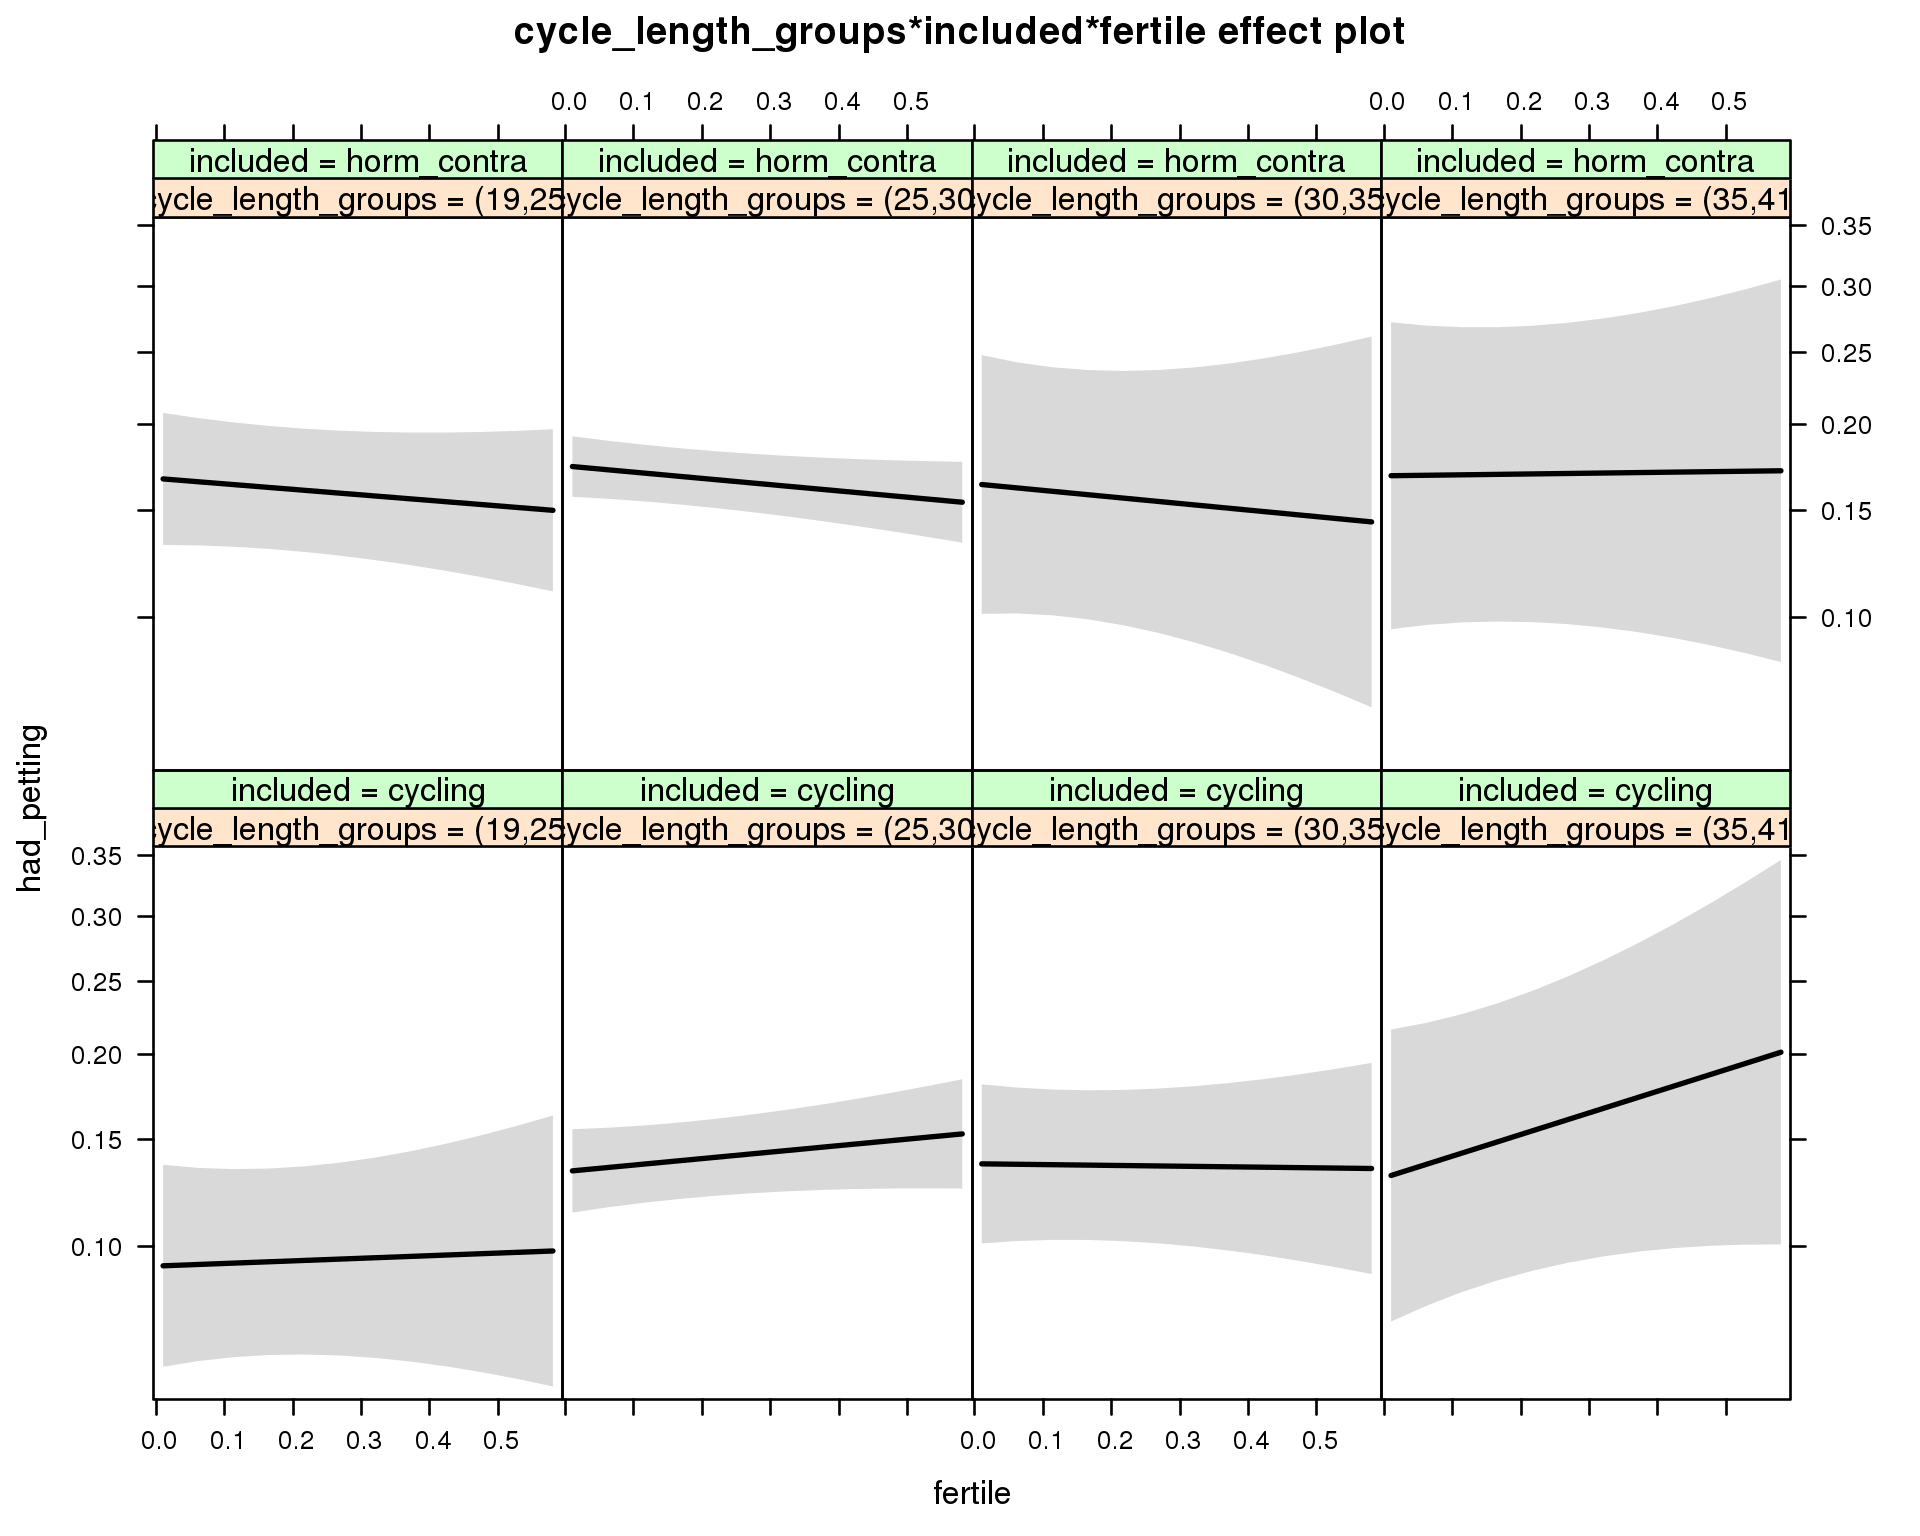 cycle_length_groups*included*fertile effect plot
0.0 0.1 0.2 0.3 0.4 0.5 0.0 0.1 0.2 0.3 0.4 0.5
included = horm_contra included = horm_contra included = horm_contra included = horm_contra
ycle_length_groups = (19,25 ycle_length_groups = (25,30 ycle_length_groups = (30,35 ycle_length_groups = (35,41
0.35
0.30
0.25
0.20
0.15
0.10
had_petting
included = cycling included = cycling included = cycling included = cycling
ycle_length_groups = (19,25 ycle_length_groups = (25,30 ycle_length_groups = (30,35 ycle_length_groups = (35,41
0.35
0.30
0.25
0.20
0.15
0.10
0.0 0.1 0.2 0.3 0.4 0.5 0.0 0.1 0.2 0.3 0.4 0.5
fertile